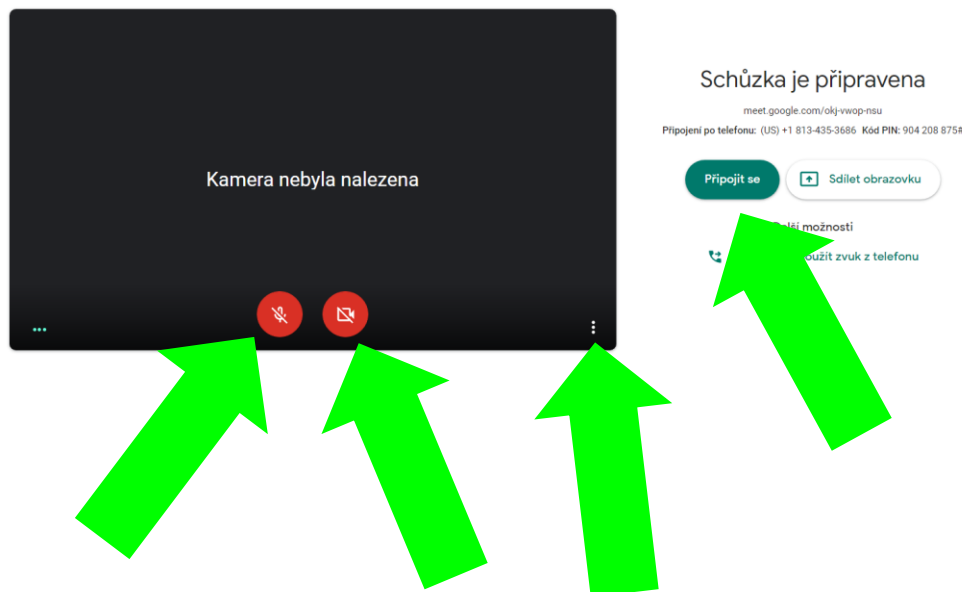 Kamera nebyla nalezena
Schůzka je připravena
meet.google.com/okj-vwop-nsu
Připojení po telefonu: (US) +1 813-435-3686 Kód PIN: 904 208 875#
Připojit se
Sdílet obrazovku
možnosti
zvuk z telefonu